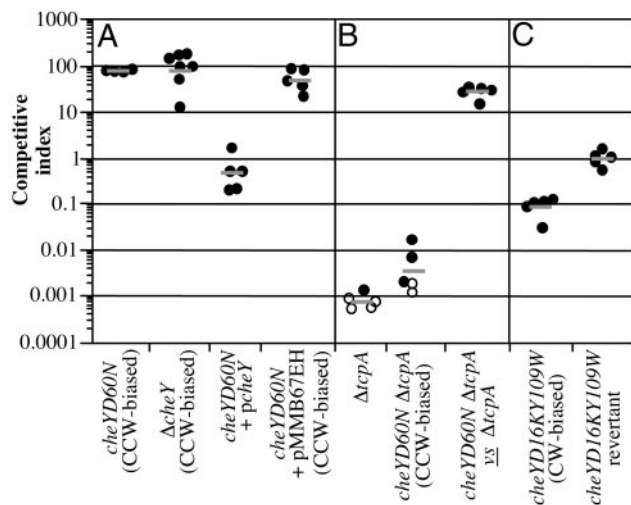 A
B
C
1000
100
10
1
0.1
0.01
0.001
0.0001
Competitive
index
cheYD60N
(CCW-biased)
ΔcheY
(CCW-biased)
cheYD60N
+ pcheY
cheYD60N
+ pMMB67EH
(CCW-biased)
ΔtcpA
cheYD60N ΔtcpA
(CCW-biased)
cheYD60N ΔtcpA
vs ΔtcpA
cheYD16KY109W
(CW-biased)
cheYD16KY109W
revertant